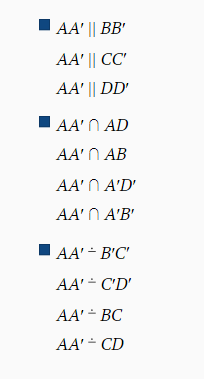 AA′ || BB′
AA′ || CC′
AA′ || DD′
AA′ ∩ AD
AA′ ∩ AB
AA′ ∩ A′D′
AA′ ∩ A′B′
AA′ ∸ B′C′
AA′ ∸ C′D′
AA′ ∸ BC
AA′ ∸ CD